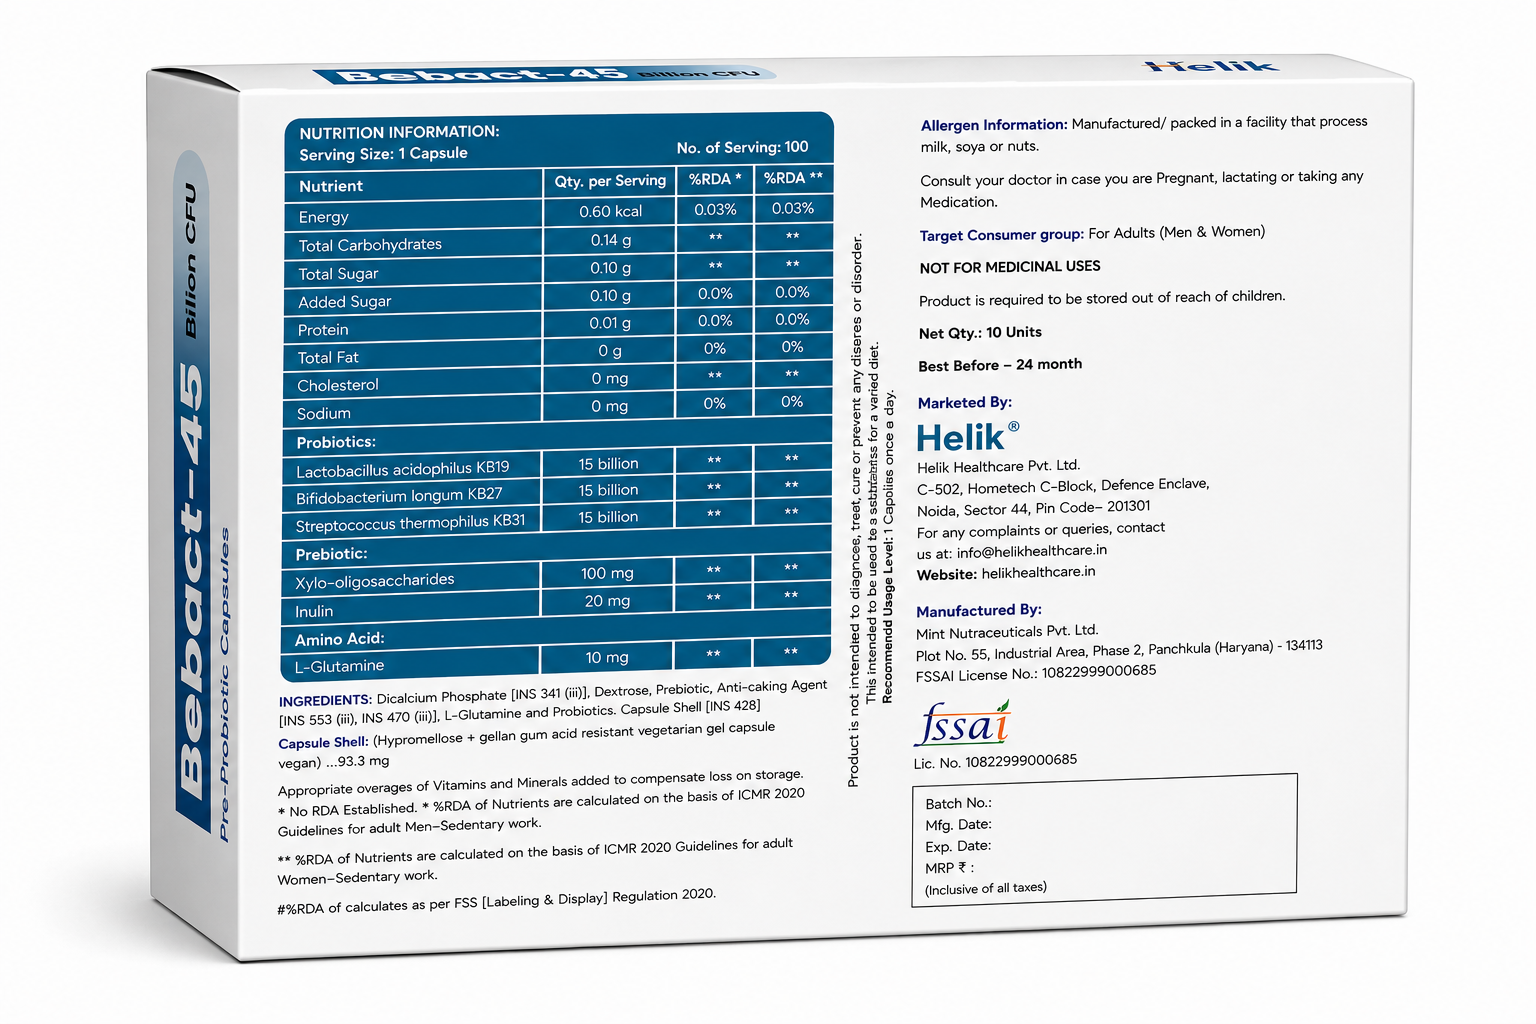 Bebact-45 Billion CFU
Helik
Bebact-45 Bilion CFU
Pre-Probiotic Capsules
NUTRITION INFORMATION:
Serving Size: 1 Capsule No. of Serving: 100
Nutrient Qty. per Serving %RDA * %RDA **
Energy 0.60 kcal 0.03% 0.03%
Total Carbohydrates 0.14 g ** **
Total Sugar 0.10 g ** **
Added Sugar 0.10 g 0.0% 0.0%
Protein 0.01 g 0.0% 0.0%
Total Fat 0 g 0% 0%
Cholesterol 0 mg ** **
Sodium 0 mg 0% 0%
Probiotics:
Lactobacillus acidophilus KB19 15 billion ** **
Bifidobacterium longum KB27 15 billion ** **
Streptococcus thermophilus KB31 15 billion ** **
Prebiotic:
Xylo-oligosaccharides 100 mg ** **
Inulin 20 mg ** **
Amino Acid:
L-Glutamine 10 mg ** **
INGREDIENTS: Dicalcium Phosphate [INS 341 (iii)], Dextrose, Prebiotic, Anti-caking Agent
[INS 553 (iii), INS 470 (iii)], L-Glutamine and Probiotics. Capsule Shell [INS 428]
Capsule Shell: (Hypromellose + gellan gum acid resistant vegetarian gel capsule
vegan) ...93.3 mg
Appropriate overages of Vitamins and Minerals added to compensate loss on storage.
* No RDA Established. * %RDA of Nutrients are calculated on the basis of ICMR 2020
Guidelines for adult Men-Sedentary work.
** %RDA of Nutrients are calculated on the basis of ICMR 2020 Guidelines for adult
Women-Sedentary work.
#%RDA of calculates as per FSS [Labeling & Display] Regulation 2020.
Product is not intended to diagncee, treet, cure or prevent any diseres or disorder.
This intended to be used te a for a varied diet.
Recoomendd Usage Level: 1 once a day.
Allergen Information: Manufactured/ packed in a facility that process
milk, soya or nuts.
Consult your doctor in case you are Pregnant, lactating or taking any
Medication.
Target Consumer group: For Adults (Men & Women)
NOT FOR MEDICINAL USES
Product is required to be stored out of reach of children.
Net Qty.: 10 Units
Best Before – 24 month
Marketed By:
Helik®
Helik Healthcare Pvt. Ltd.
C-502, Hometech C-Block, Defence Enclave,
Noida, Sector 44, Pin Code– 201301
For any complaints or queries, contact
us at: info@helikhealthcare.in
Website: helikhealthcare.in
Manufactured By:
Mint Nutraceuticals Pvt. Ltd.
Plot No. 55, Industrial Area, Phase 2, Panchkula (Haryana) - 134113
FSSAI License No.: 10822999000685
fssai
Lic. No. 10822999000685
Batch No.:
Mfg. Date:
Exp. Date:
MRP ₹ :
(Inclusive of all taxes)